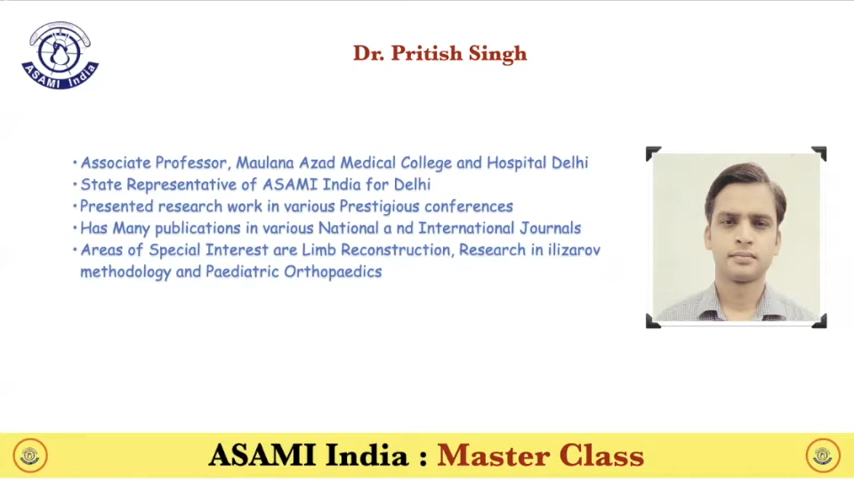 Dr. Pritish Singh
ASAMI India
• Associate Professor, Maulana Azad Medical College and Hospital Delhi
• State Representative of ASAMI India for Delhi
• Presented research work in various Prestigious conferences
• Has Many publications in various National a nd International Journals
• Areas of Special Interest are Limb Reconstruction, Research in ilizarov
methodology and Paediatric Orthopaedics
ASAMI India : Master Class